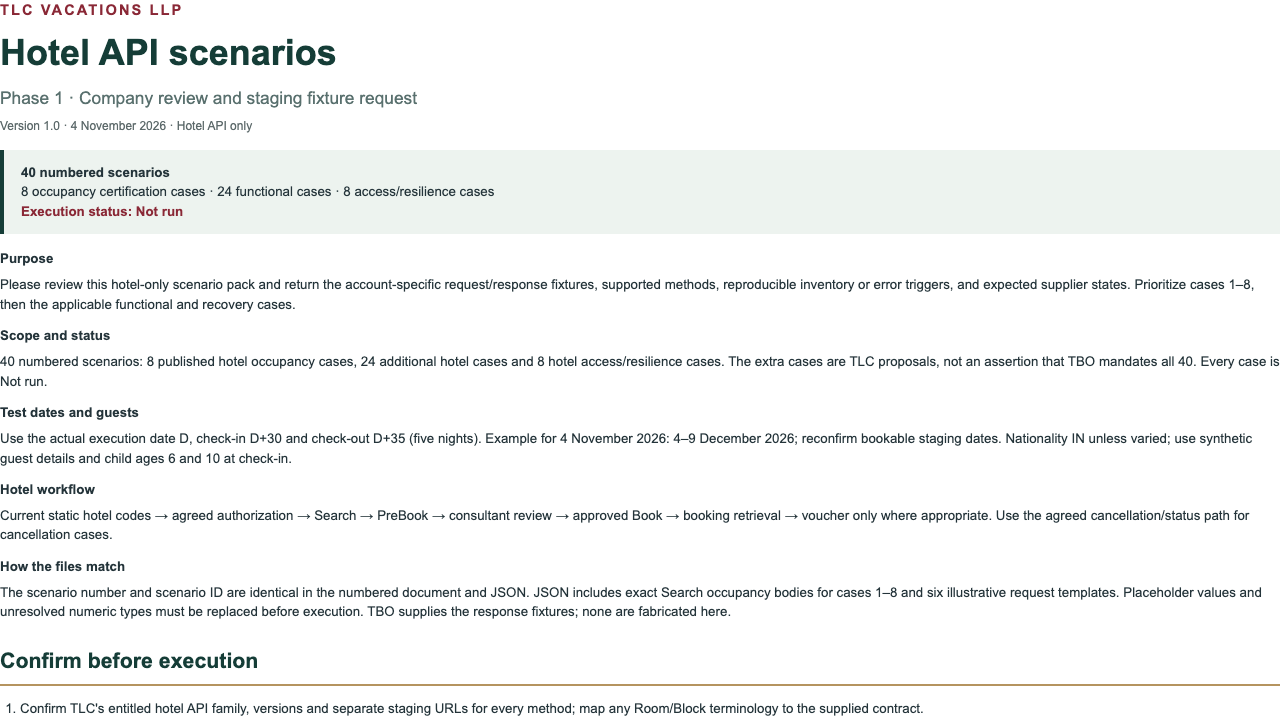 TLC VACATIONS LLP
Hotel API scenarios
Phase 1 · Company review and staging fixture request
Version 1.0 · 4 November 2026 · Hotel API only
40 numbered scenarios
8 occupancy certification cases · 24 functional cases · 8 access/resilience cases
Execution status: Not run
Purpose
Please review this hotel-only scenario pack and return the account-specific request/response fixtures, supported methods, reproducible inventory or error triggers, and expected supplier states. Prioritize cases 1–8,
then the applicable functional and recovery cases.
Scope and status
40 numbered scenarios: 8 published hotel occupancy cases, 24 additional hotel cases and 8 hotel access/resilience cases. The extra cases are TLC proposals, not an assertion that TBO mandates all 40. Every case is
Not run.
Test dates and guests
Use the actual execution date D, check-in D+30 and check-out D+35 (five nights). Example for 4 November 2026: 4–9 December 2026; reconfirm bookable staging dates. Nationality IN unless varied; use synthetic
guest details and child ages 6 and 10 at check-in.
Hotel workflow
Current static hotel codes → agreed authorization → Search → PreBook → consultant review → approved Book → booking retrieval → voucher only where appropriate. Use the agreed cancellation/status path for
cancellation cases.
How the files match
The scenario number and scenario ID are identical in the numbered document and JSON. JSON includes exact Search occupancy bodies for cases 1–8 and six illustrative request templates. Placeholder values and
unresolved numeric types must be replaced before execution. TBO supplies the response fixtures; none are fabricated here.
Confirm before execution
1. Confirm TLC's entitled hotel API family, versions and separate staging URLs for every method; map any Room/Block terminology to the supplied contract.